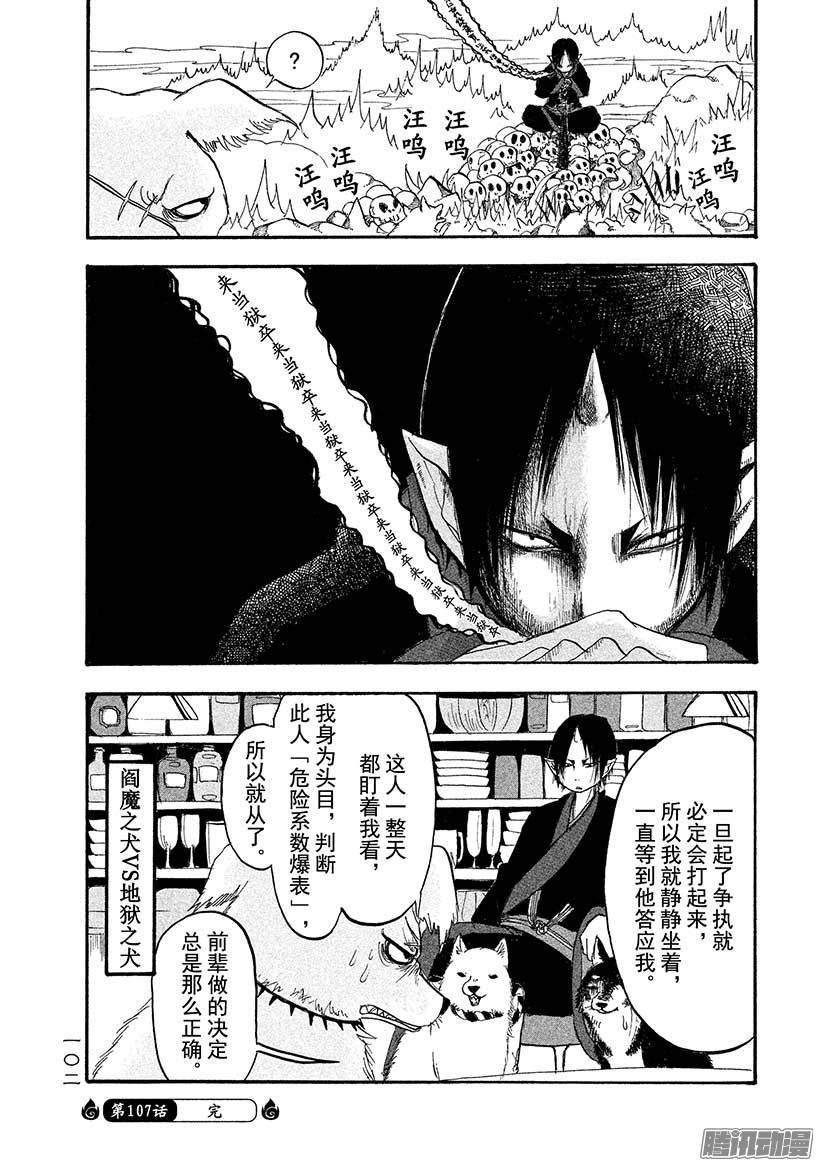 ?
汪呜
汪呜
汪呜
汪呜
汪呜
汪呜
来当狱卒来当狱卒来当狱卒来当狱卒来当狱卒来当狱卒来当狱卒
一旦起了争执就
必定会打起来，
所以我就静静坐着，
一直等到他答应我。
这人一整天
都盯着我看，
我身为头目，判断
此人「危险系数爆表」，
所以就从了。
前辈做的决定
总是那么正确。
阎魔之犬VS地狱之犬
一〇二
第107话
完
腾讯动漫